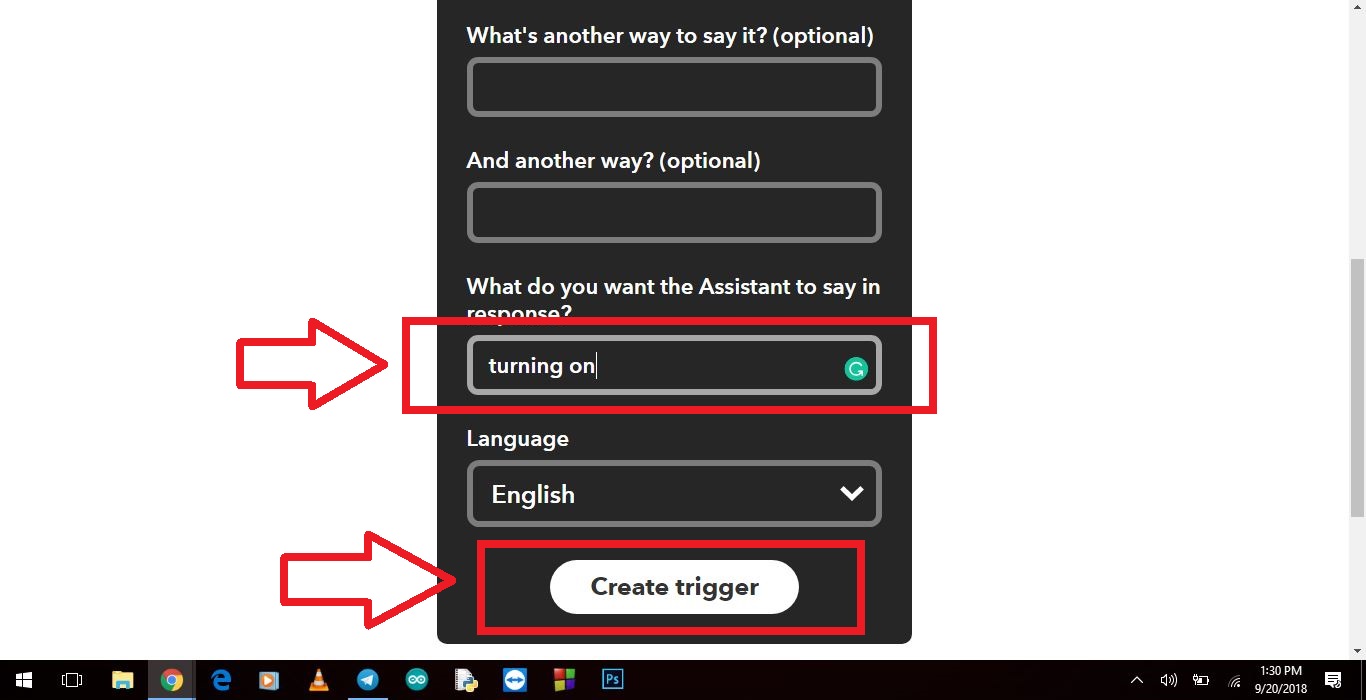 What's another way to say it? (optional)
And another way? (optional)
What do you want the Assistant to say in
response?
turning on
Language
English
Create trigger
Ps
1:30 PM
9/20/2018